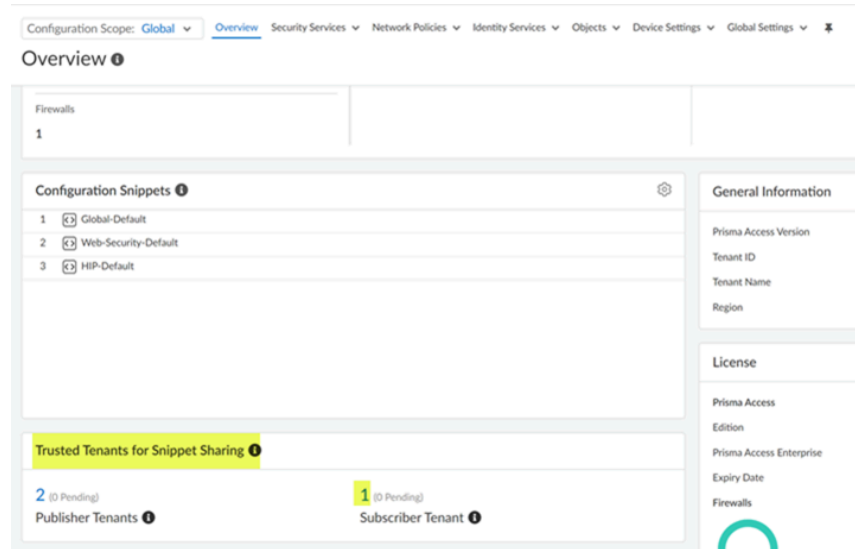 Configuration Scope: Global Overview Security Services Network Policies Identity Services Objects Device Settings Global Settings
Overview
Firewalls
1
Configuration Snippets
1 Global-Default
2 Web-Security-Default
3 HIP-Default
Trusted Tenants for Snippet Sharing
2 (0 Pending)
Publisher Tenants
1 (0 Pending)
Subscriber Tenant
General Information
Prisma Access Version
Tenant ID
Tenant Name
Region
License
Prisma Access
Edition
Prisma Access Enterprise
Expiry Date
Firewalls